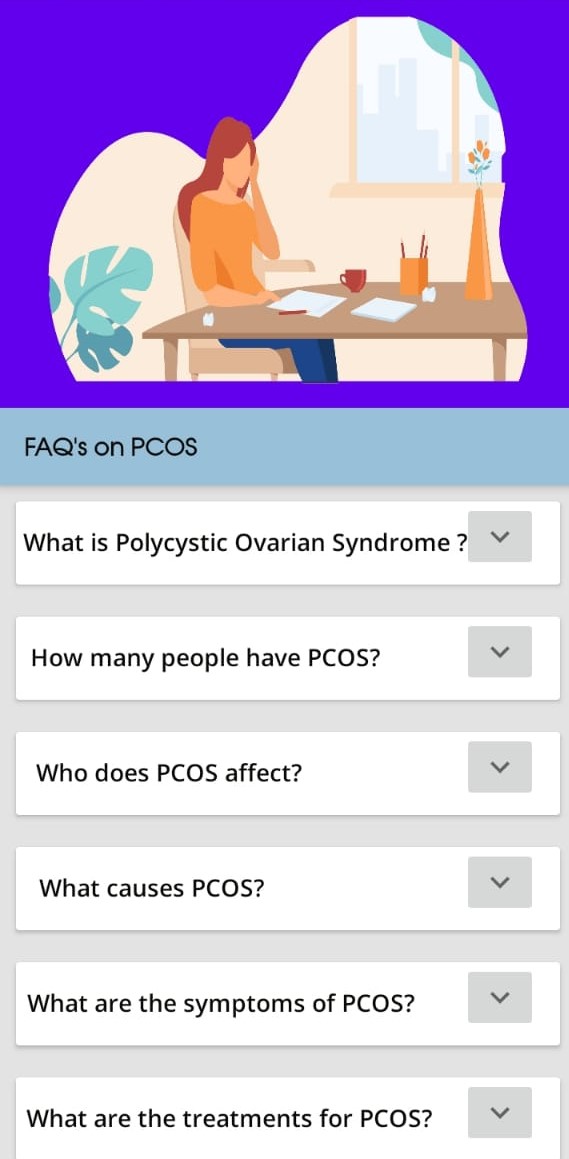 FAQ's on PCOS
What is Polycystic Ovarian Syndrome ?
How many people have PCOS?
Who does PCOS affect?
What causes PCOS?
What are the symptoms of PCOS?
What are the treatments for PCOS?